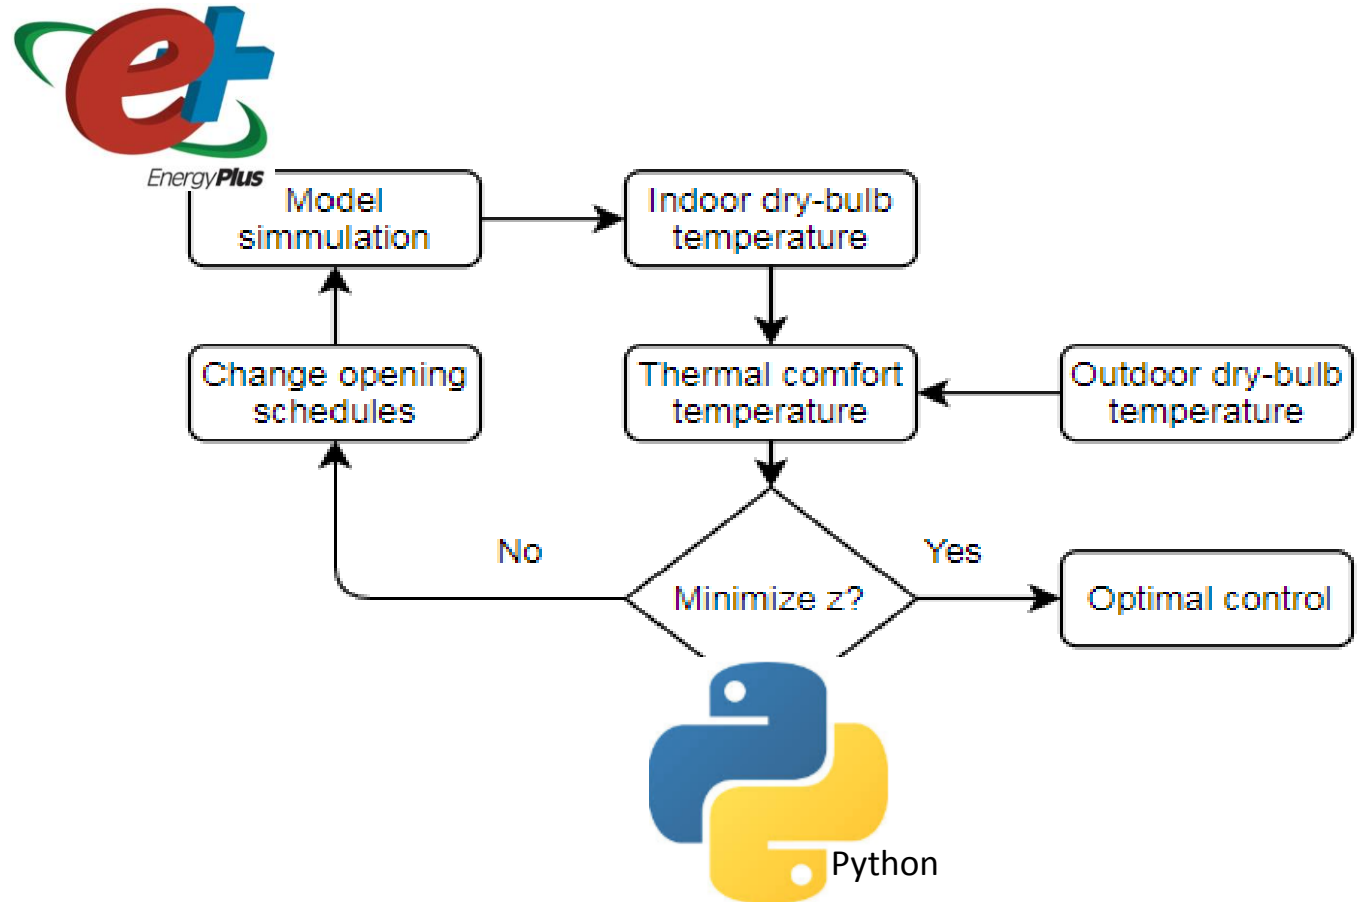 e+
EnergyPlus
Model
simmulation
Indoor dry-bulb
temperature
Change opening
schedules
Thermal comfort
temperature
Outdoor dry-bulb
temperature
No
Yes
Minimize z?
Optimal control
Python